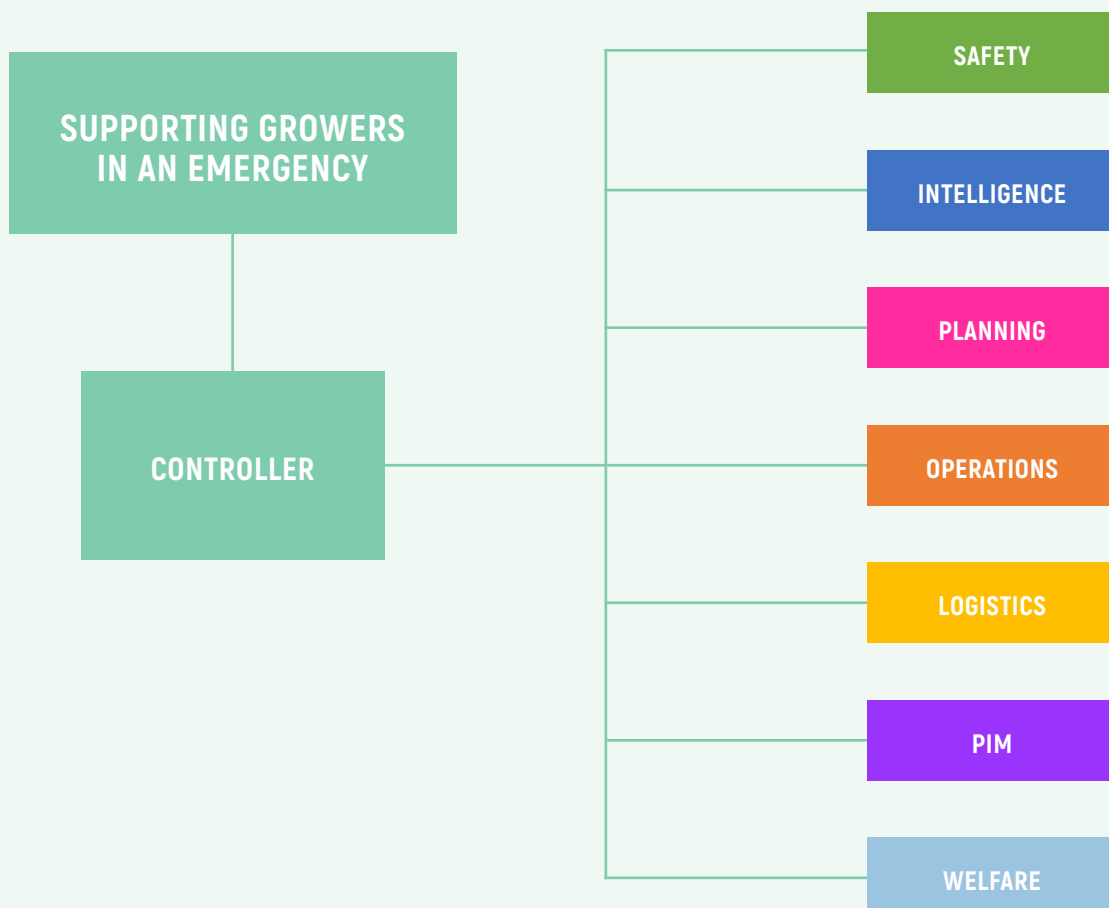 SUPPORTING GROWERS
IN AN EMERGENCY
CONTROLLER
SAFETY
INTELLIGENCE
PLANNING
OPERATIONS
LOGISTICS
PIM
WELFARE